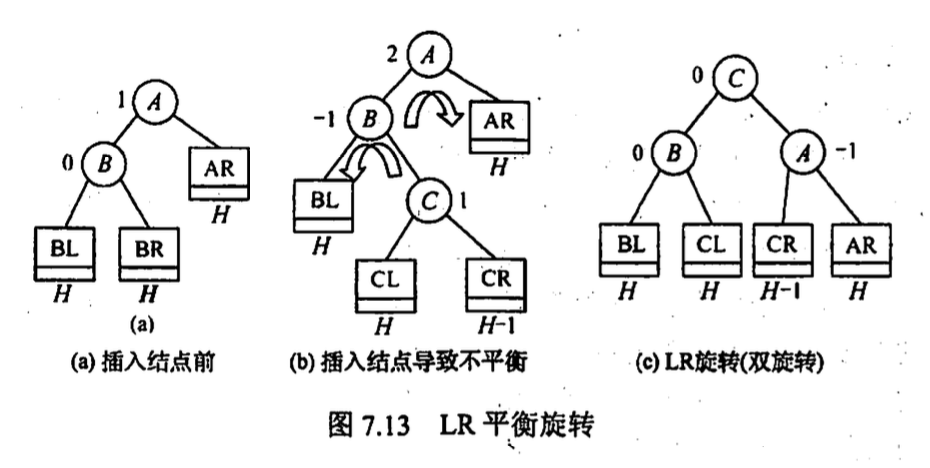 1 A
0 B AR
H
BL BR
H H
(a)
(a) 插入结点前
2 A
-1 B AR
H
BL C 1
H
CL CR
H H-1
(b) 插入结点导致不平衡
0 C
0 B A -1
BL CL CR AR
H H H-1 H
(c) LR旋转(双旋转)
图 7.13 LR 平衡旋转